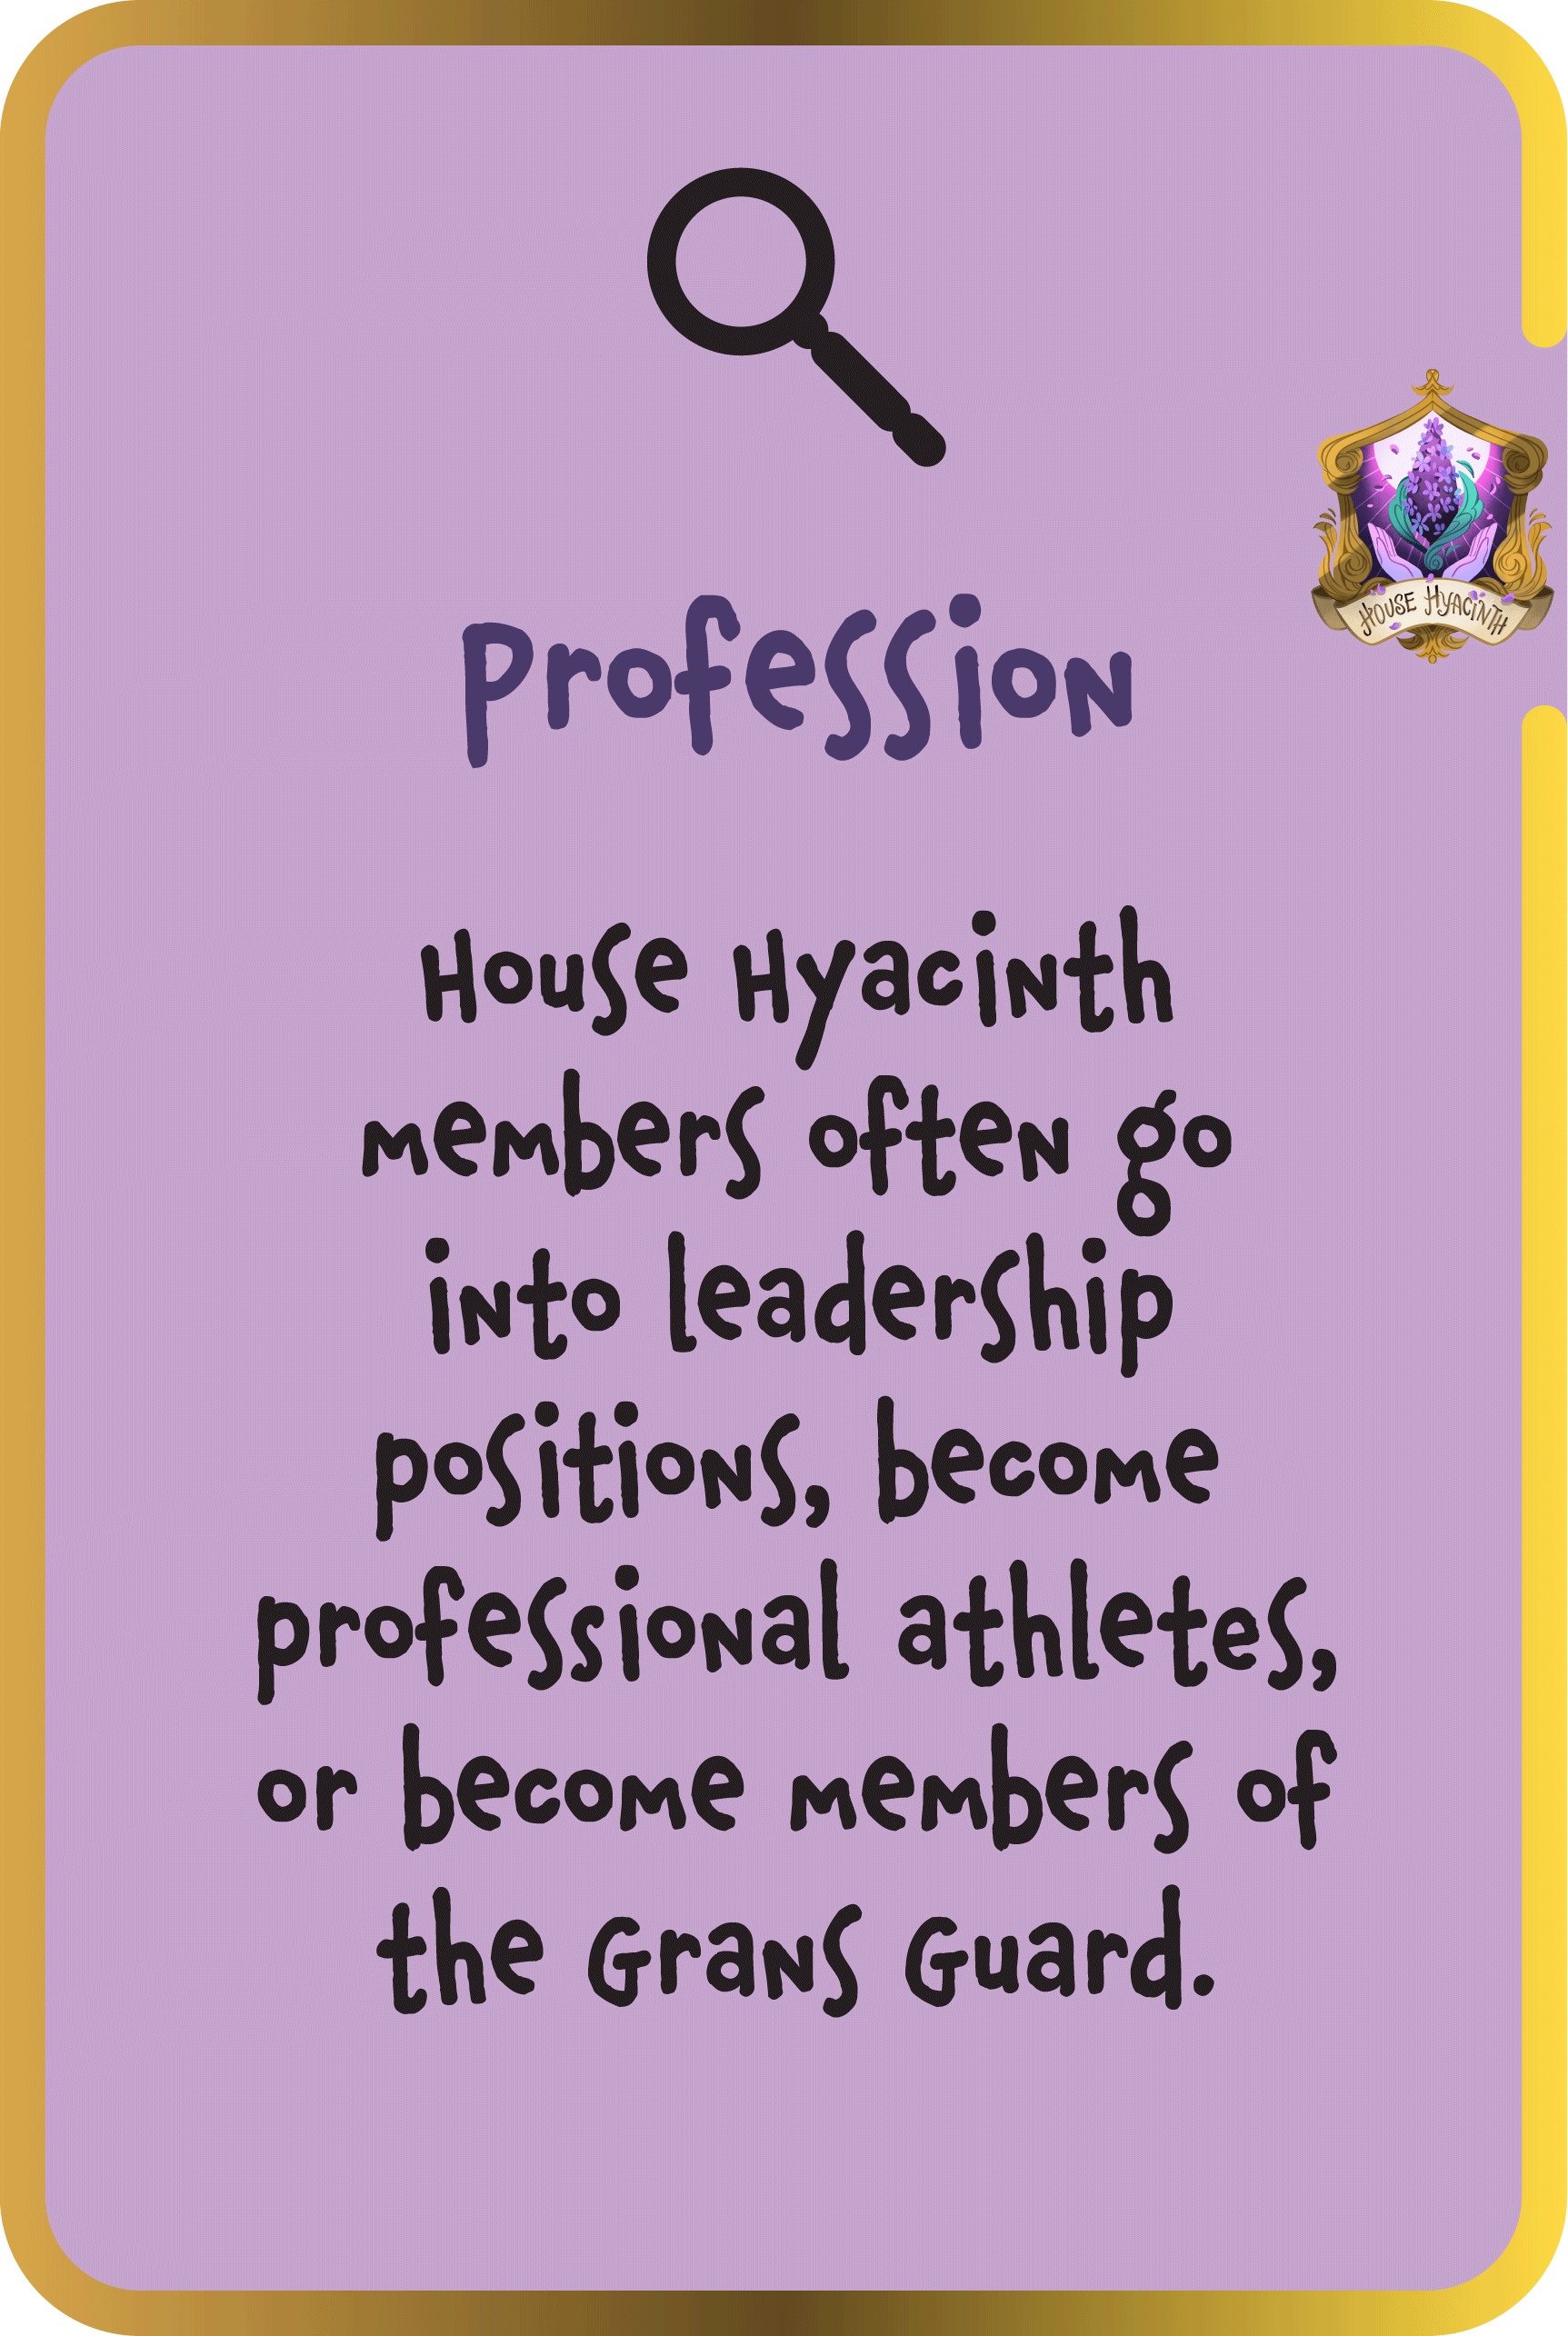 HOUSE HYACINTH
Profession
House Hyacinth
members often go
into leadership
positions, become
professional athletes,
or become members of
the Grans Guard.